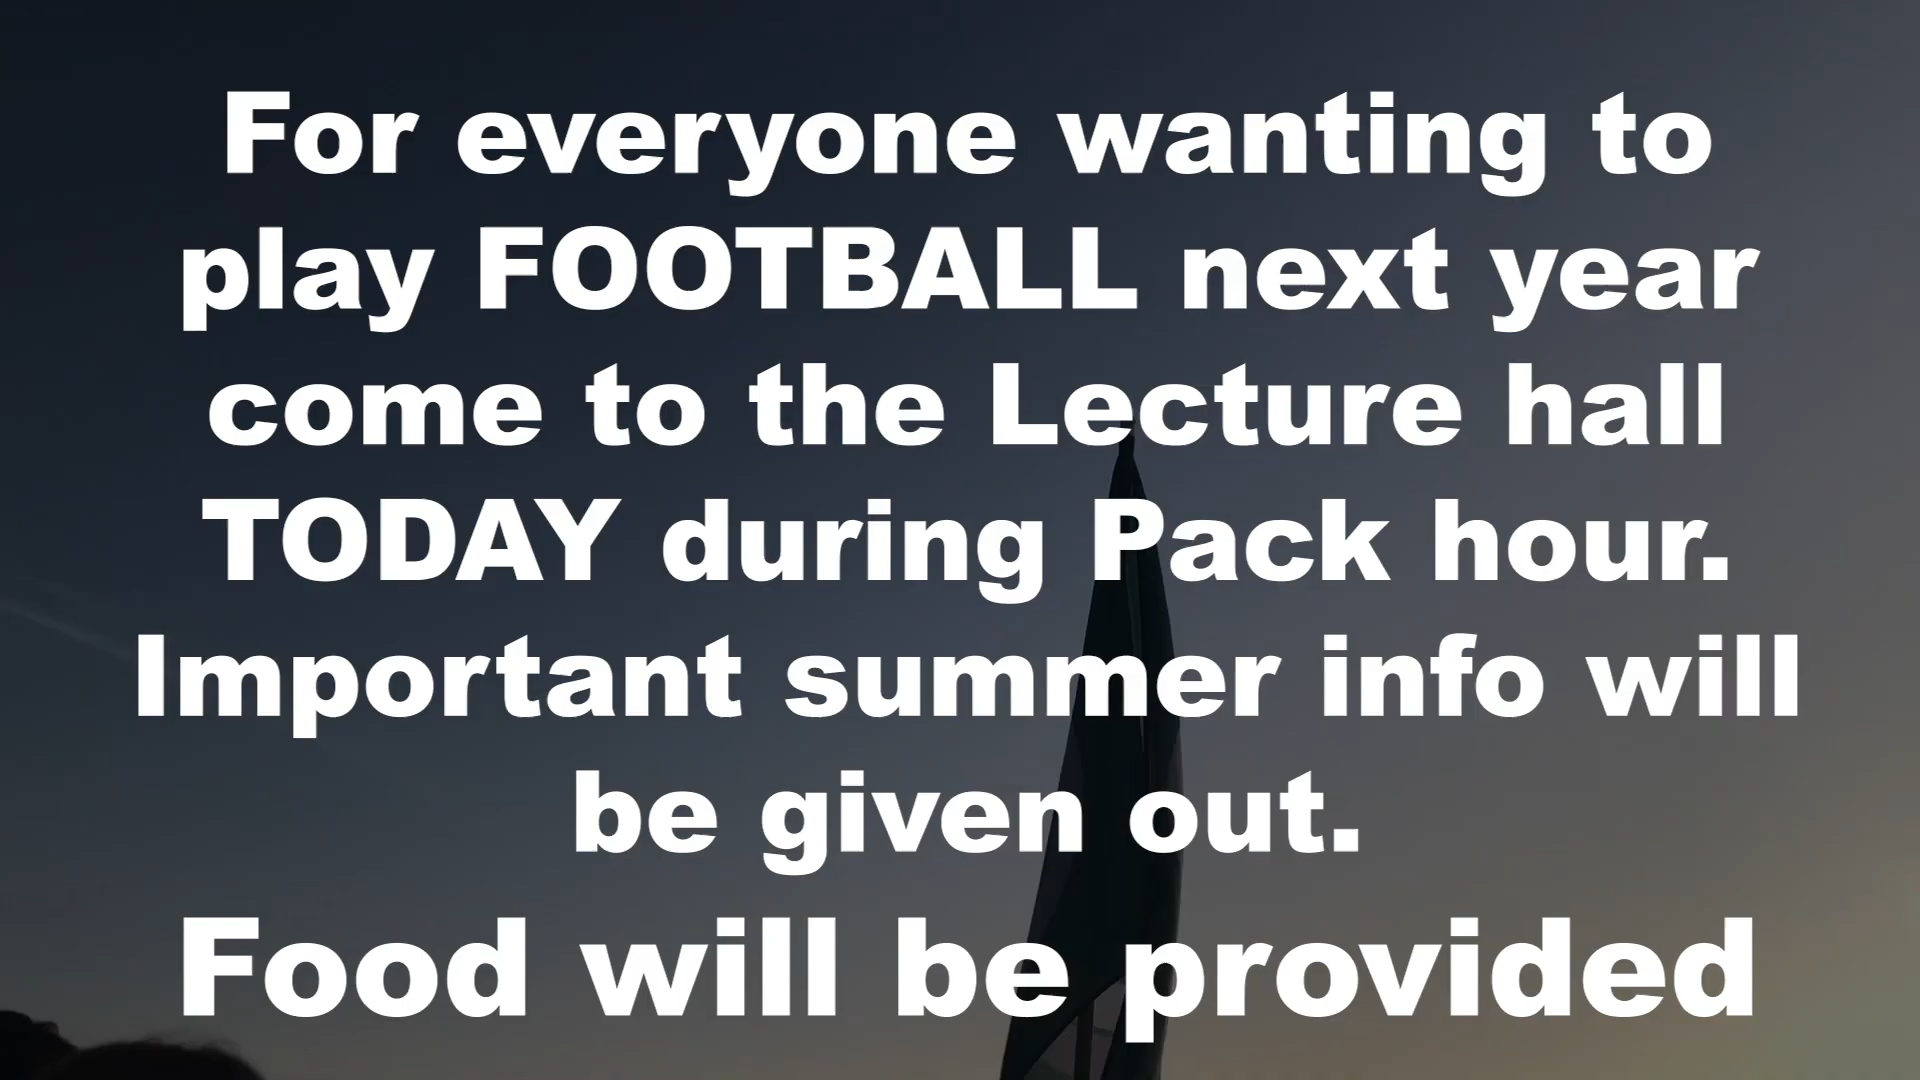 For everyone wanting to
play FOOTBALL next year
come to the Lecture hall
TODAY during Pack hour.
Important summer info will
be given out.
Food will be provided